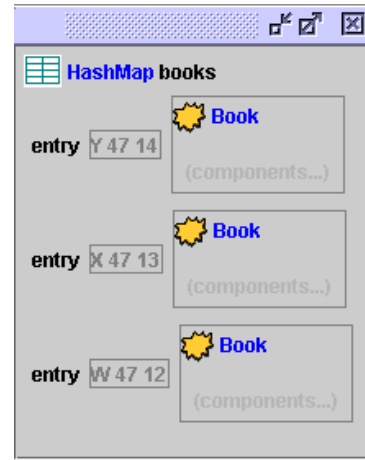 HashMap books
Book
entry Y 47 14
(components...)
Book
entry X 47 13
(components...)
Book
entry W 47 12
(components...)